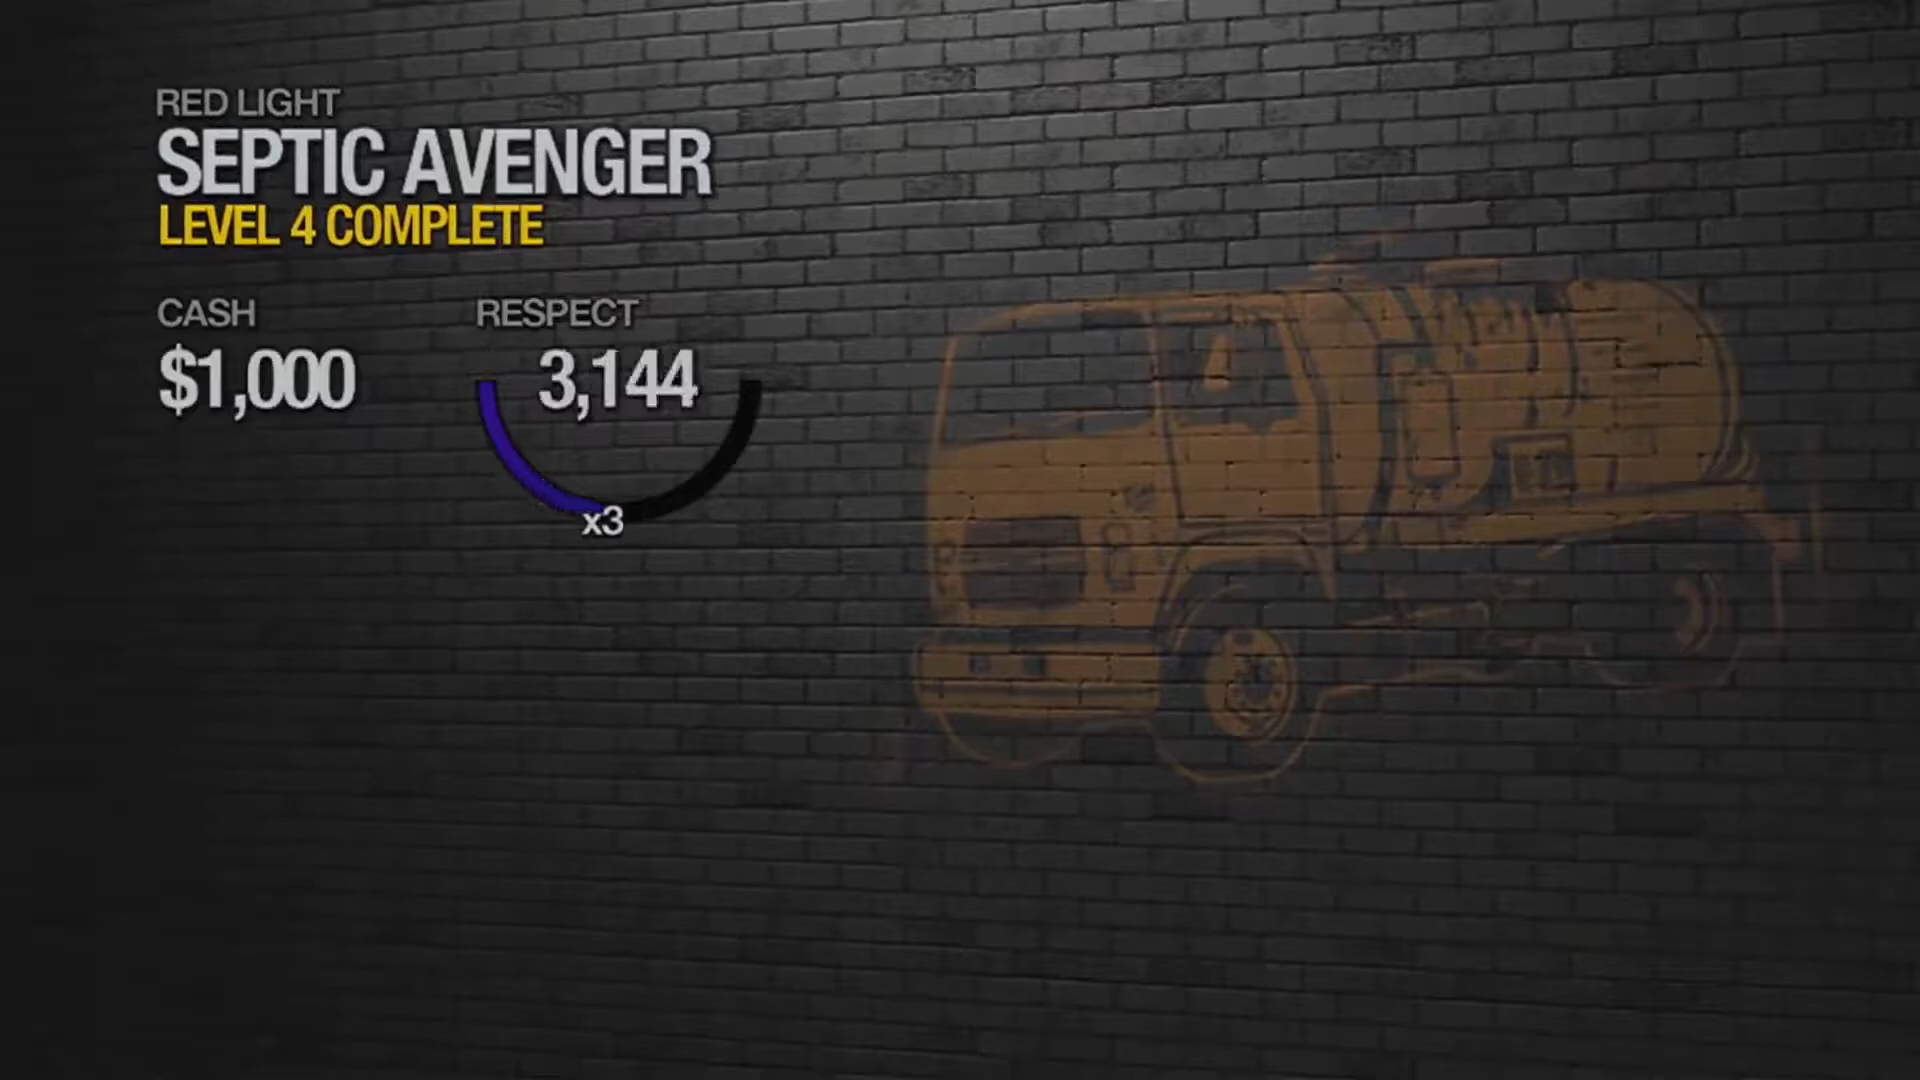 RED LIGHT
SEPTIC AVENGER
LEVEL 4 COMPLETE
CASH RESPECT
$1,000 3,144
x3